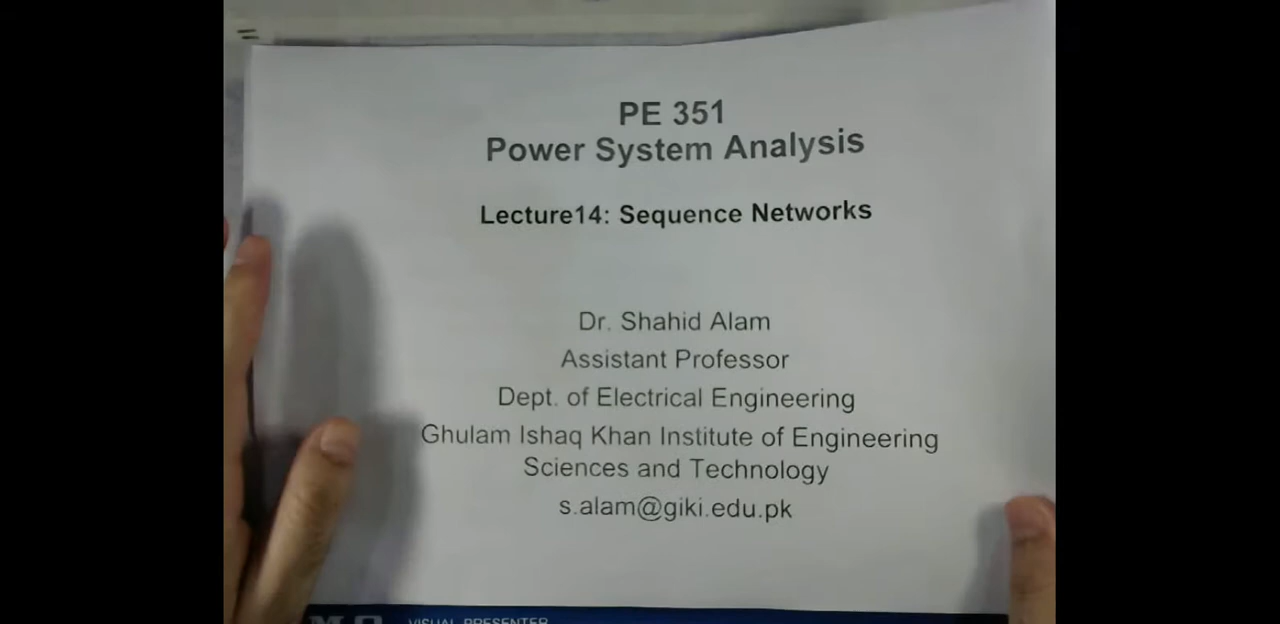 PE 351
Power System Analysis
Lecture14: Sequence Networks
Dr. Shahid Alam
Assistant Professor
Dept. of Electrical Engineering
Ghulam Ishaq Khan Institute of Engineering
Sciences and Technology
s.alam@giki.edu.pk
VISUAL PRESENTER